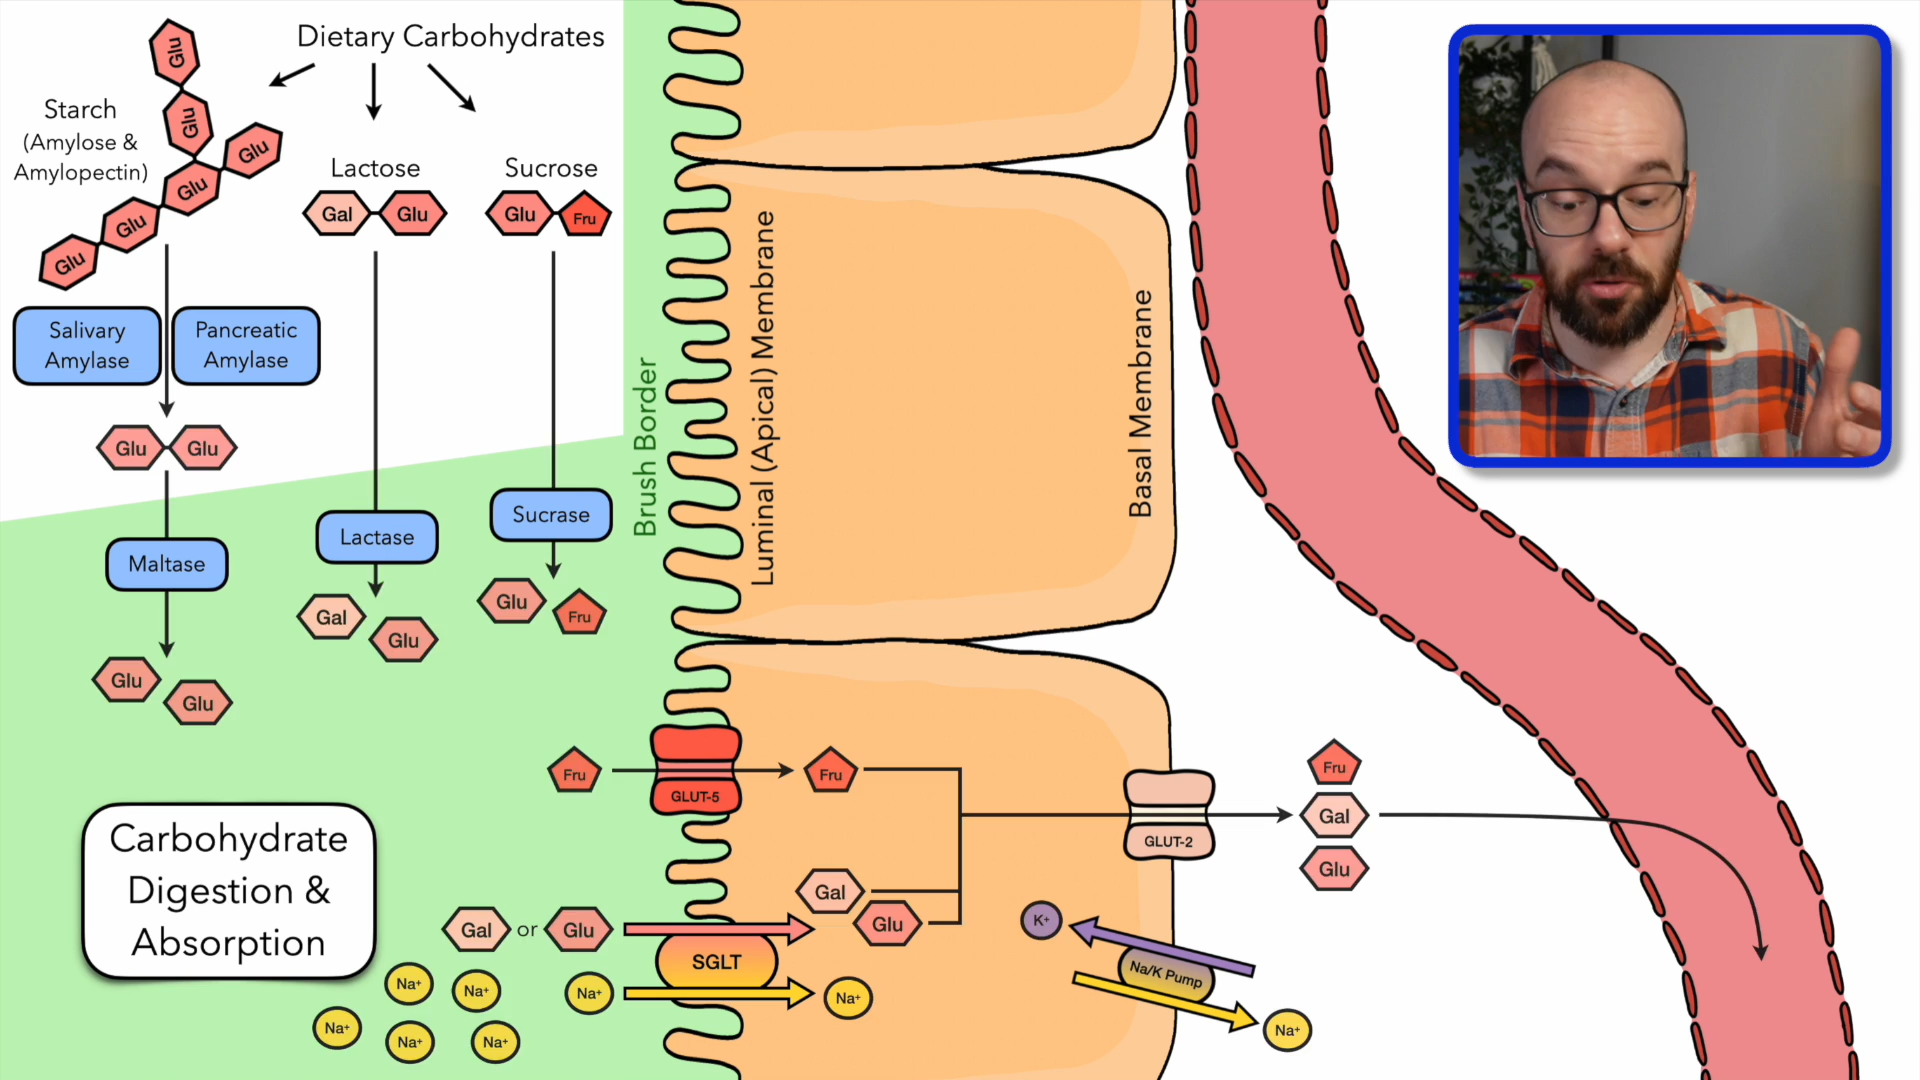 Dietary Carbohydrates
Starch
(Amylose &
Amylopectin)
Glu
Glu
Glu
Glu
Glu
Glu
Lactose
Gal
Glu
Sucrose
Glu
Fru
Salivary
Amylase
Pancreatic
Amylase
Glu
Glu
Maltase
Glu
Glu
Lactase
Gal
Glu
Sucrase
Glu
Fru
Brush Border
Luminal (Apical) Membrane
Basal Membrane
Carbohydrate
Digestion &
Absorption
Fru
GLUT-5
Fru
GLUT-2
Fru
Gal
Glu
Gal or Glu
SGLT
Gal
Glu
Na+
Na+
Na+
Na+
Na+
Na+
Na+
K+
Na/K Pump
Na+